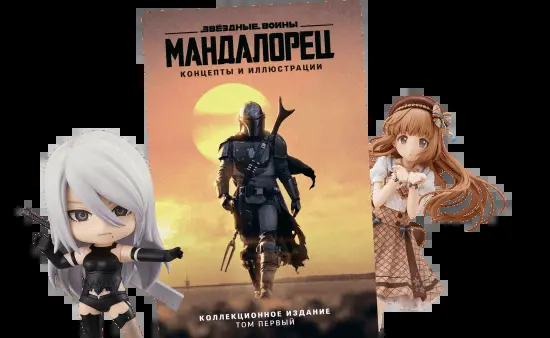 ЗВЁЗДНЫЕ ВОЙНЫ
МАНДАЛОРЕЦ
КОНЦЕПТЫ И ИЛЛЮСТРАЦИИ
КОЛЛЕКЦИОННОЕ ИЗДАНИЕ
ТОМ ПЕРВЫЙ